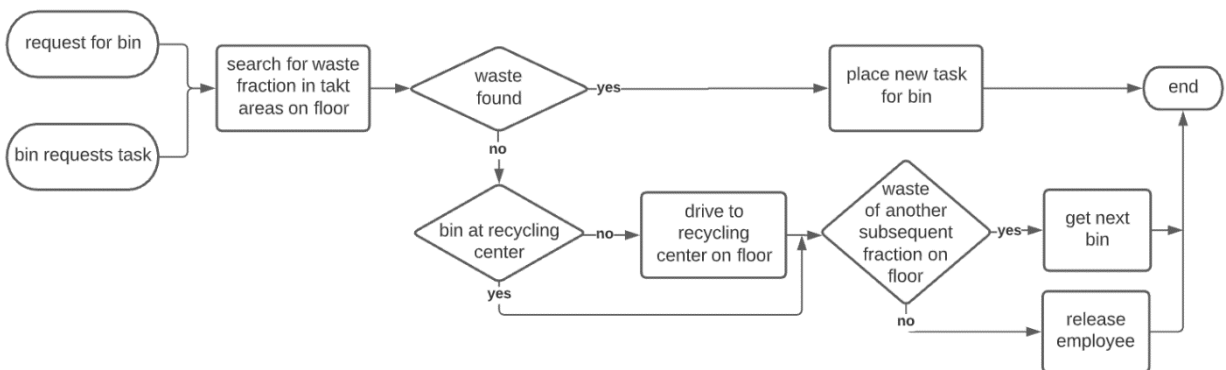 request for bin
bin requests task
search for waste
fraction in takt
areas on floor
waste
found
yes
place new task
for bin
end
no
bin at recycling
center
no
drive to
recycling
center on floor
waste
of another
subsequent
fraction on
floor
yes
get next
bin
yes
no
release
employee